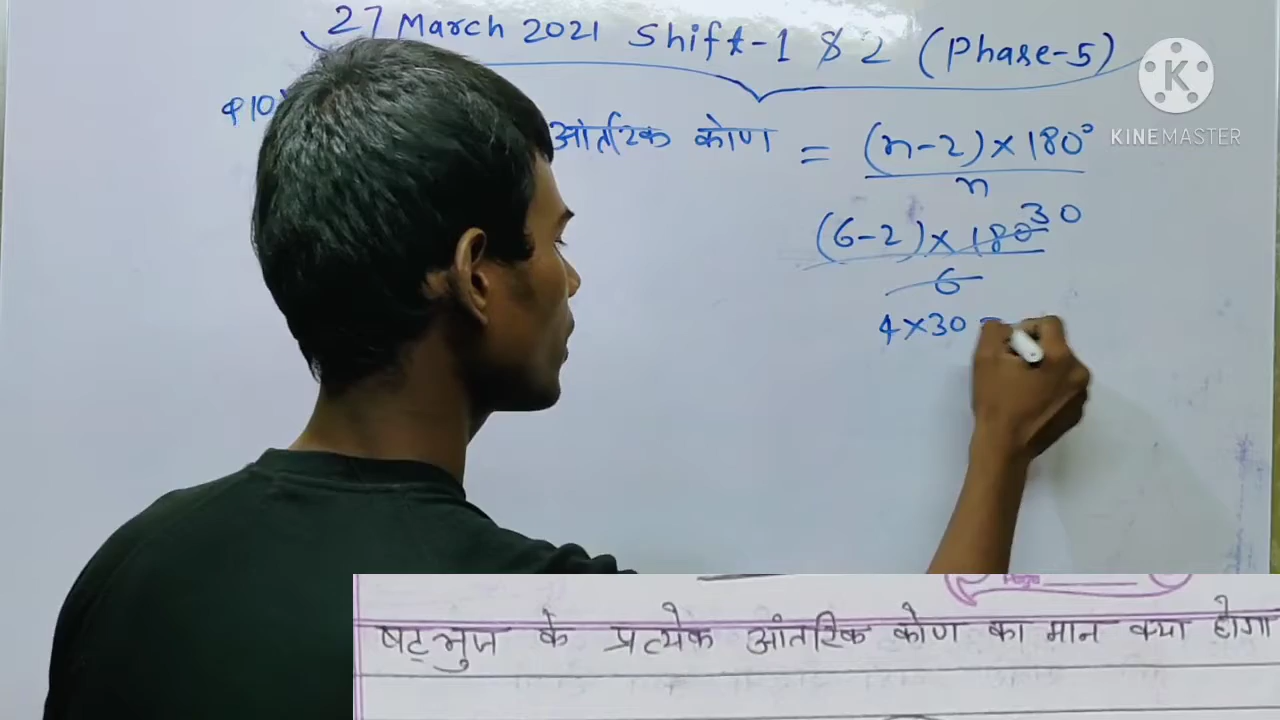 27 March 2021 Shift-1 & 2 (Phase-5)
आंतरिक कोण = (n-2)×180°
n
(6-2)×180 30
6
4×30 =
K
KINEMASTER
षट्भुज के प्रत्येक आंतरिक कोण का मान क्या होगा